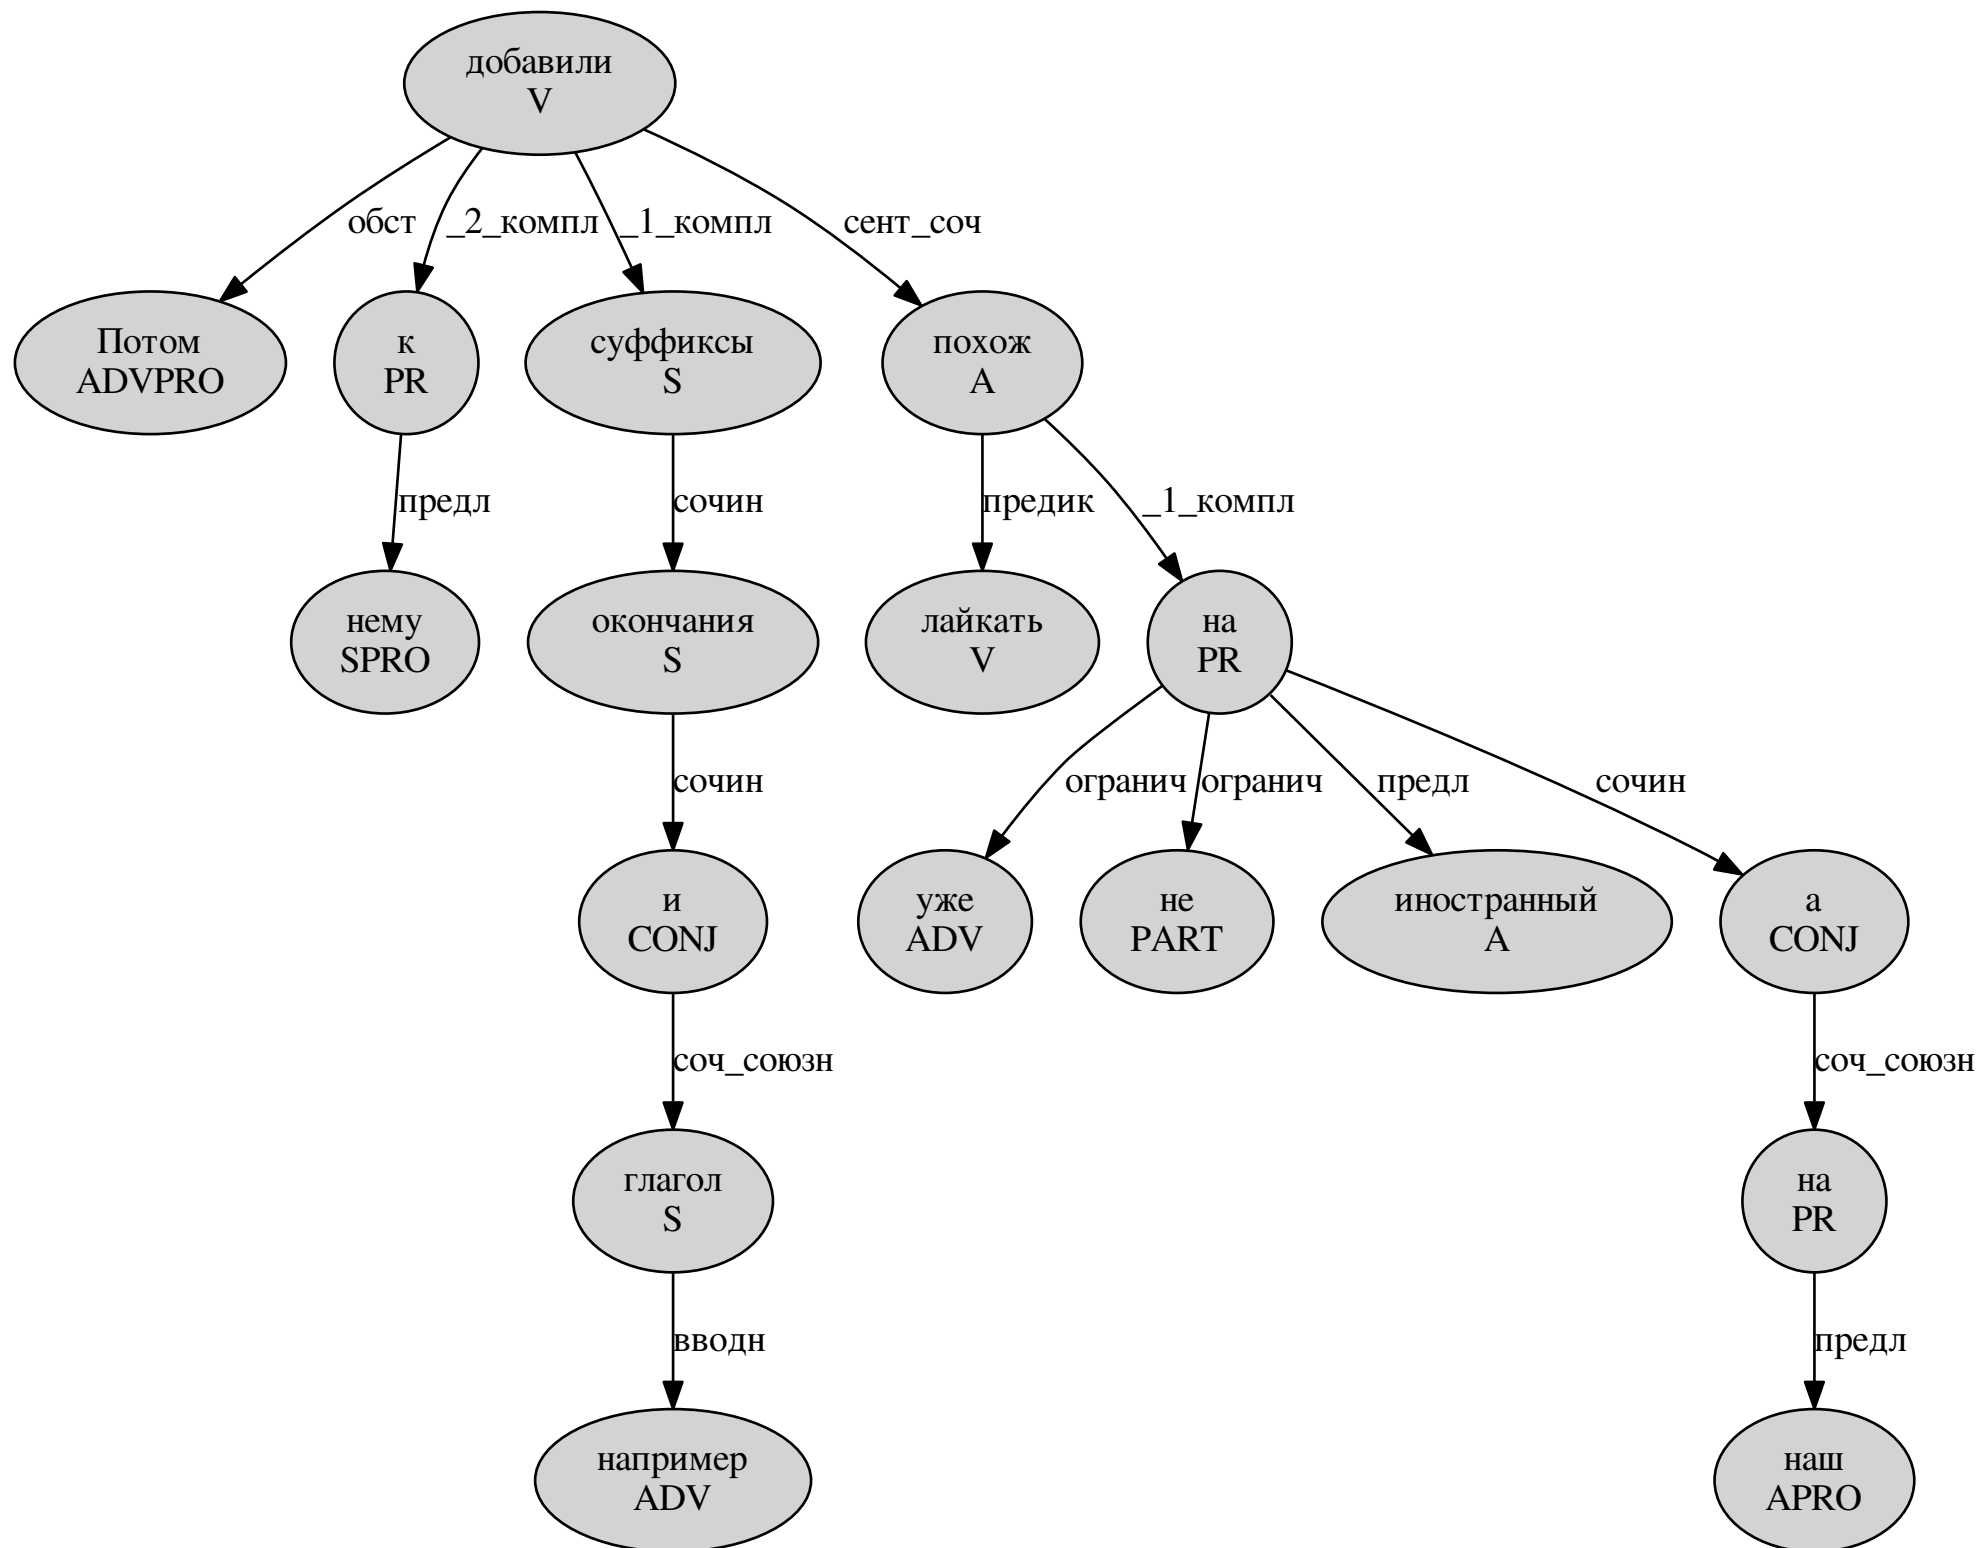 добавили
V
обст
_2_компл
_1_компл
сент_соч
Потом
ADVPRO
к
PR
суффиксы
S
похож
A
предл
сочин
предик
_1_компл
нему
SPRO
окончания
S
лайкать
V
на
PR
сочин
огранич
огранич
предл
сочин
и
CONJ
уже
ADV
не
PART
иностранный
A
а
CONJ
соч_союзн
соч_союзн
глагол
S
на
PR
вводн
предл
например
ADV
наш
APRO